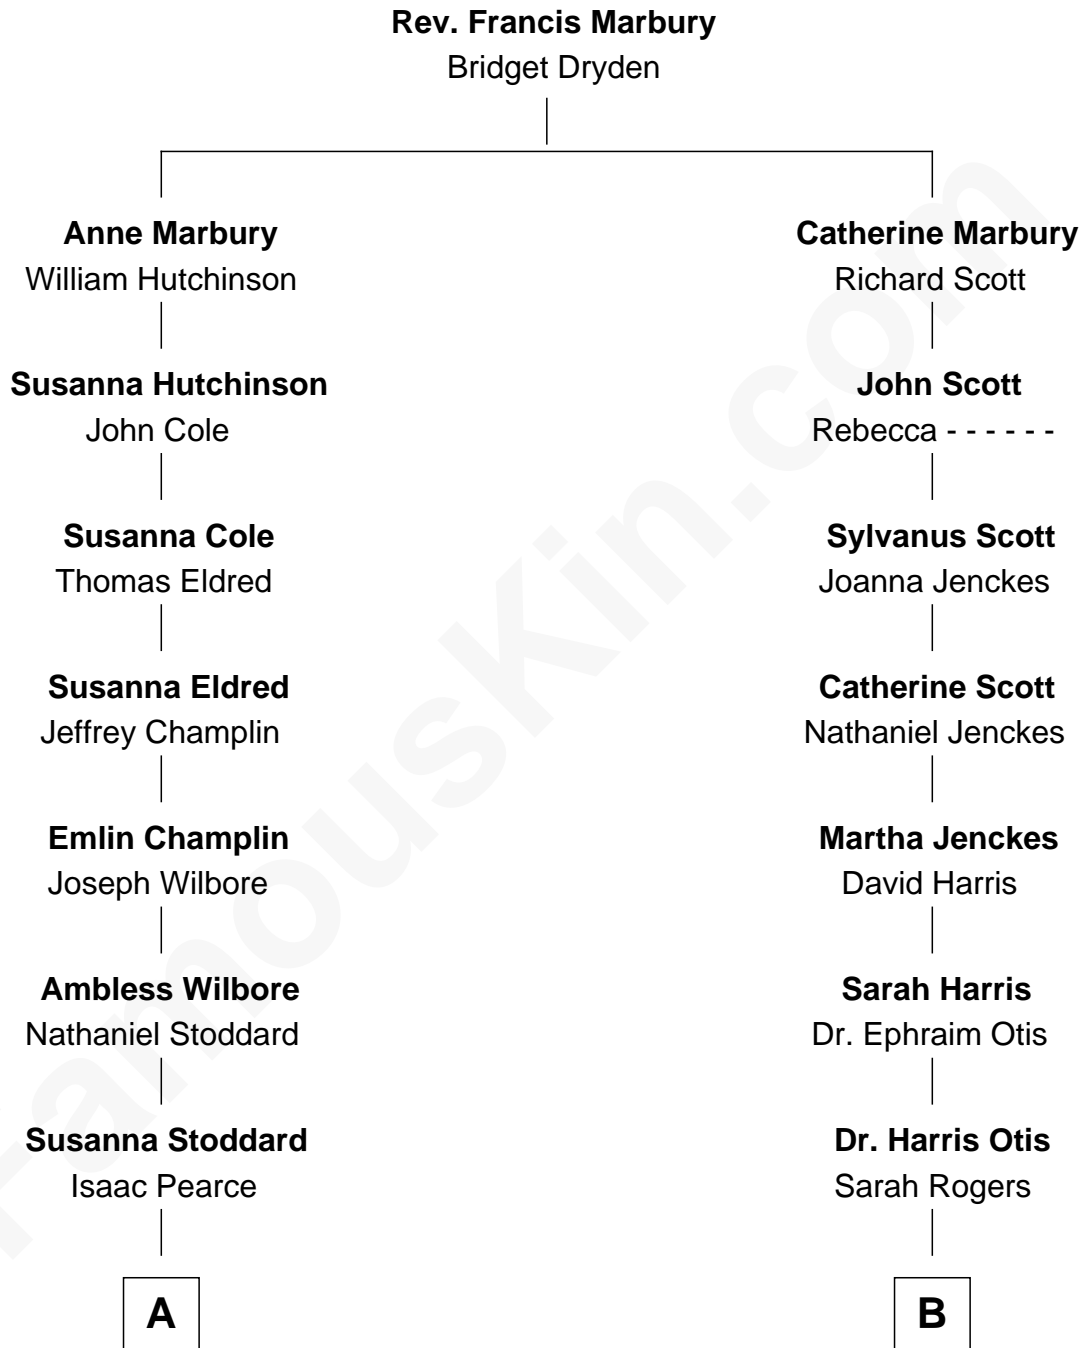 Rev. Francis Marbury
Bridget Dryden
Anne Marbury
William Hutchinson
Catherine Marbury
Richard Scott
Susanna Hutchinson
John Cole
John Scott
Rebecca - - - - - -
Susanna Cole
Thomas Eldred
Sylvanus Scott
Joanna Jenckes
Susanna Eldred
Jeffrey Champlin
Catherine Scott
Nathaniel Jenckes
Emlin Champlin
Joseph Wilbore
Martha Jenckes
David Harris
Ambless Wilbore
Nathaniel Stoddard
Sarah Harris
Dr. Ephraim Otis
Susanna Stoddard
Isaac Pearce
Dr. Harris Otis
Sarah Rogers
A
B
FamousKin.com